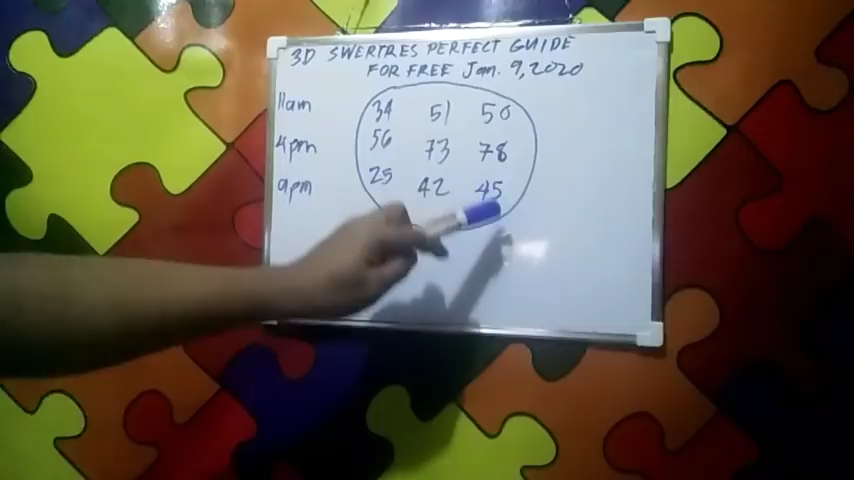 3D SWERTRES PERFECT GUIDE
FOR FREE Jan. 9, 2020
11am 34 51 50
4pm 56 73 78
9pm 25 42 45